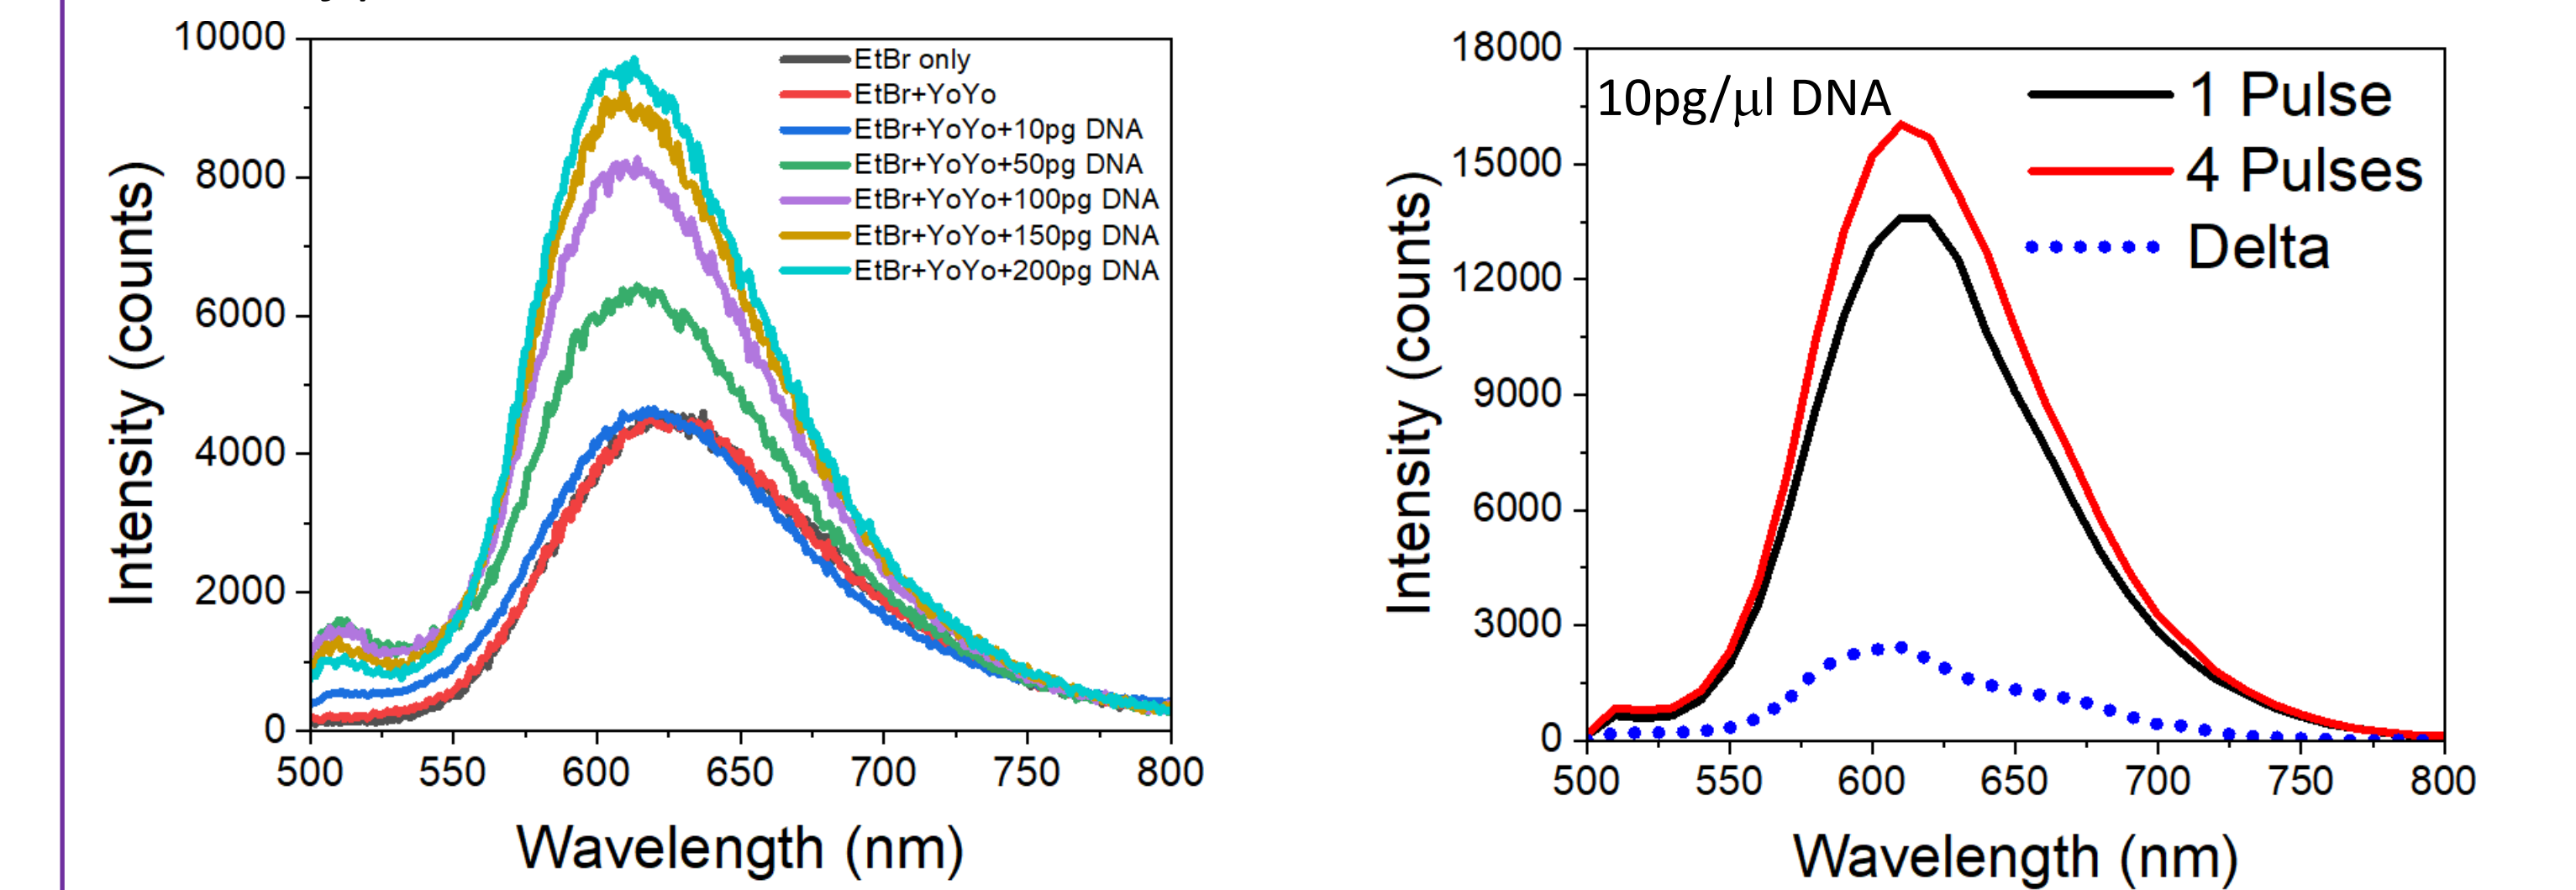 10000
8000
6000
4000
2000
0
500 550 600 650 700 750 800
Intensity (counts)
Wavelength (nm)
EtBr only
EtBr+YoYo
EtBr+YoYo+10pg DNA
EtBr+YoYo+50pg DNA
EtBr+YoYo+100pg DNA
EtBr+YoYo+150pg DNA
EtBr+YoYo+200pg DNA
18000
15000
12000
9000
6000
3000
0
500 550 600 650 700 750 800
Intensity (counts)
Wavelength (nm)
10pg/μl DNA
1 Pulse
4 Pulses
Delta